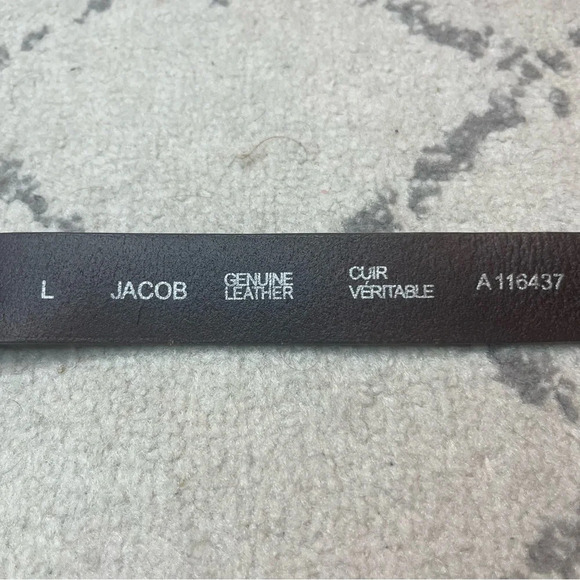 L
JACOB
GENUINE
LEATHER
CUIR
VÉRITABLE
A116437